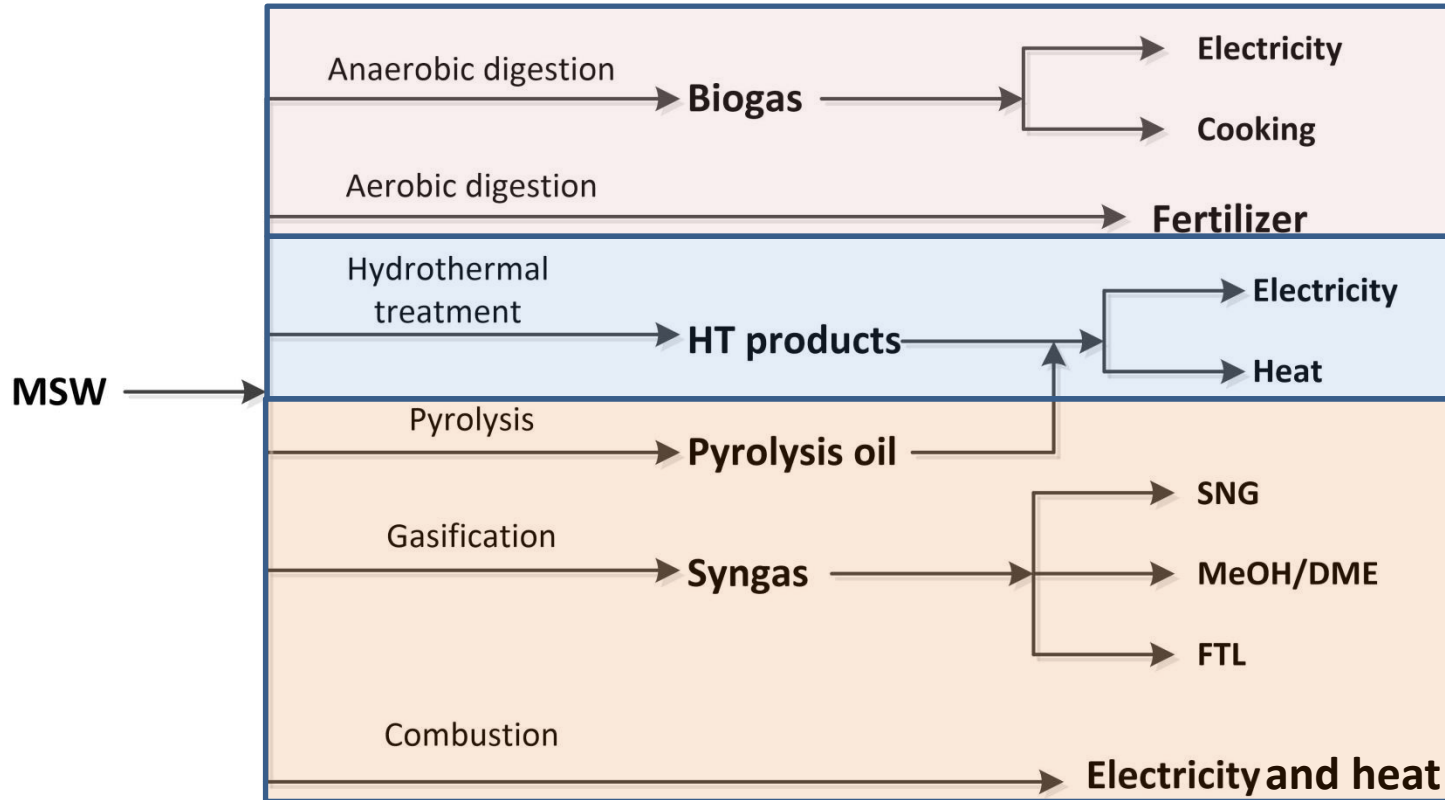 Electricity
Anaerobic digestion
Biogas
Cooking
Aerobic digestion
Fertilizer
Hydrothermal
treatment
Electricity
HT products
Heat
MSW
Pyrolysis
Pyrolysis oil
SNG
Gasification
Syngas
MeOH/DME
FTL
Combustion
Electricity and heat